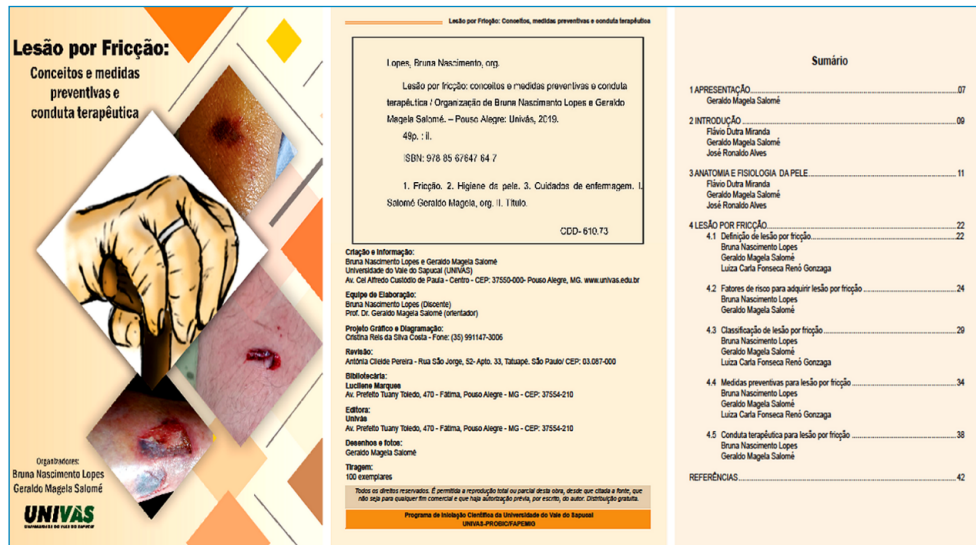 Lesão por Fricção:
Conceitos e medidas
preventivas e
conduta terapêutica
Organizadores:
Bruna Nascimento Lopes
Geraldo Magela Salomé
UNIVÁS
UNIVERSIDADE DO VALE DO SAPUCAÍ
Lesão por Fricção: Conceitos, medidas preventivas e conduta terapêutica
Lopes, Bruna Nascimento, org.
Lesão por fricção: conceitos e medidas preventivas e conduta
terapêutica / Organização de Bruna Nascimento Lopes e Geraldo
Magela Salomé. – Pouso Alegre: Univás, 2019.
49p. : il.
ISBN: 978 85 67647 64 7
1. Fricção. 2. Higiene da pele. 3. Cuidados de enfermagem. I.
Salomé Geraldo Magela, org. II. Título.
CDD- 610.73
Criação e Informação:
Bruna Nascimento Lopes e Geraldo Magela Salomé
Universidade do Vale do Sapucaí (UNIVÁS)
Av. Cel Alfredo Custódio de Paula - Centro - CEP: 37550-000- Pouso Alegre, MG. www.univas.edu.br
Equipe de Elaboração:
Bruna Nascimento Lopes (Discente)
Prof. Dr. Geraldo Magela Salomé (orientador)
Projeto Gráfico e Diagramação:
Cristina Reis da Silva Costa - Fone: (35) 991147-3006
Revisão:
Antônia Cileide Pereira - Rua São Jorge, 52- Apto. 33, Tatuapé. São Paulo/ CEP: 03.087-000
Bibliotecária:
Lucilene Marques
Av. Prefeito Tuany Toledo, 470 - Fátima, Pouso Alegre - MG - CEP: 37554-210
Editora:
Univás
Av. Prefeito Tuany Toledo, 470 - Fátima, Pouso Alegre - MG - CEP: 37554-210
Desenhos e fotos:
Geraldo Magela Salomé
Tiragem:
100 exemplares
Todos os direitos reservados. É permitida a reprodução total ou parcial desta obra, desde que citada a fonte, que
não seja para qualquer fim comercial e que haja autorização prévia, por escrito, do autor. Distribuição gratuita.
Programa de Iniciação Científica da Universidade do Vale do Sapucaí
UNIVÁS-PROBIC/FAPEMIG
Sumário
1 APRESENTAÇÃO 07
Geraldo Magela Salomé
2 INTRODUÇÃO 09
Flávio Dutra Miranda
Geraldo Magela Salomé
José Ronaldo Alves
3 ANATOMIA E FISIOLOGIA DA PELE 11
Flávio Dutra Miranda
Geraldo Magela Salomé
José Ronaldo Alves
4 LESÃO POR FRICÇÃO 22
4.1 Definição de lesão por fricção 22
Bruna Nascimento Lopes
Geraldo Magela Salomé
Luiza Carla Fonseca Renó Gonzaga
4.2 Fatores de risco para adquirir lesão por fricção 24
Bruna Nascimento Lopes
Geraldo Magela Salomé
4.3 Classificação de lesão por fricção 29
Bruna Nascimento Lopes
Geraldo Magela Salomé
Luiza Carla Fonseca Renó Gonzaga
4.4 Medidas preventivas para lesão por fricção 34
Bruna Nascimento Lopes
Geraldo Magela Salomé
Luiza Carla Fonseca Renó Gonzaga
4.5 Conduta terapêutica para lesão por fricção 38
Bruna Nascimento Lopes
Geraldo Magela Salomé
REFERÊNCIAS 42